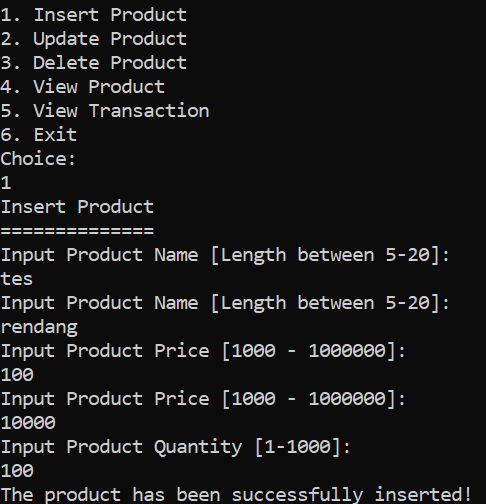 1. Insert Product
2. Update Product
3. Delete Product
4. View Product
5. View Transaction
6. Exit
Choice:
1
Insert Product
==============
Input Product Name [Length between 5-20]:
tes
Input Product Name [Length between 5-20]:
rendang
Input Product Price [1000 - 1000000]:
100
Input Product Price [1000 - 1000000]:
10000
Input Product Quantity [1-1000]:
100
The product has been successfully inserted!